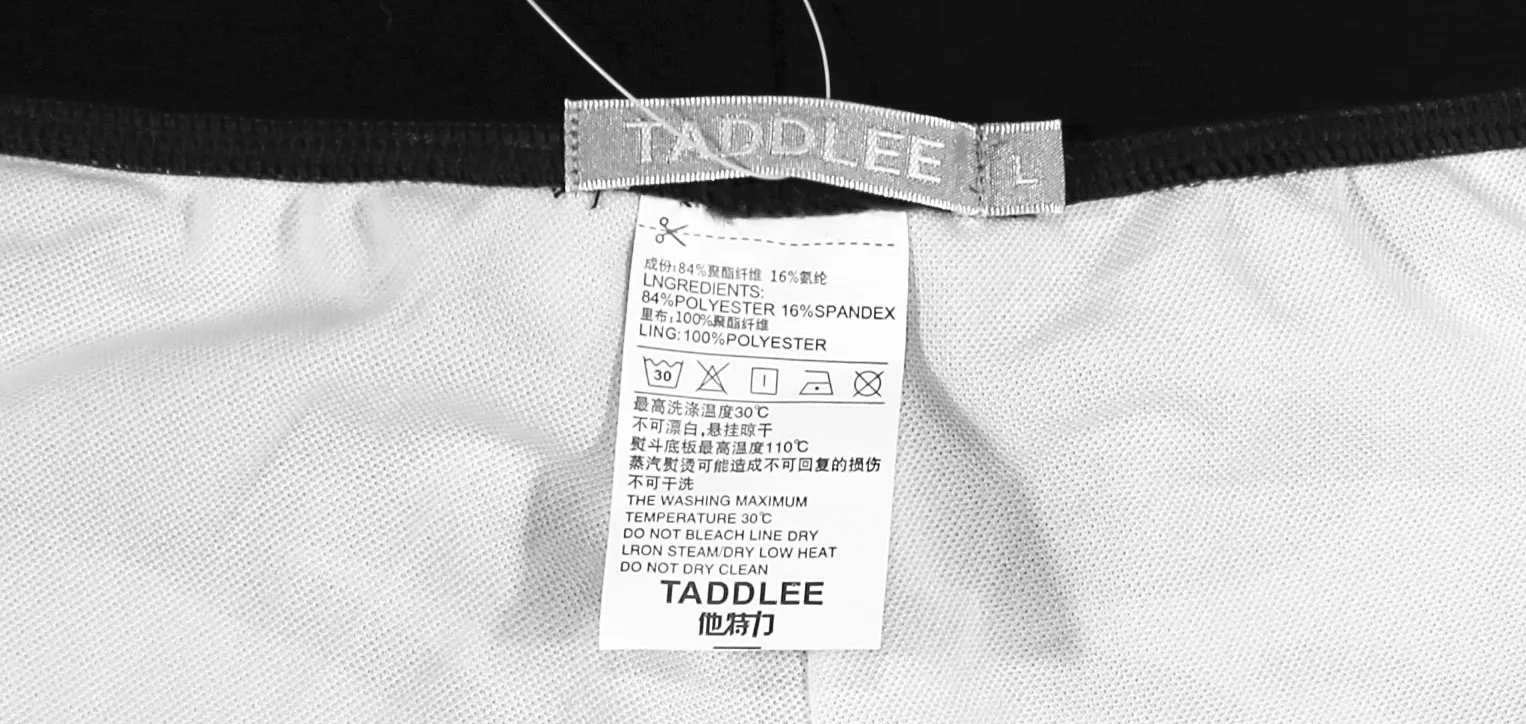 TADDLEE
L
成份:84%聚酯纤维 16%氨纶
LNGREDIENTS:
84%POLYESTER 16%SPANDEX
里布:100%聚酯纤维
LING:100%POLYESTER
30
最高洗涤温度30℃
不可漂白,悬挂晾干
熨斗底板最高温度110℃
蒸汽熨烫可能造成不可回复的损伤
不可干洗
THE WASHING MAXIMUM
TEMPERATURE 30℃
DO NOT BLEACH LINE DRY
LRON STEAM/DRY LOW HEAT
DO NOT DRY CLEAN
TADDLEE
他特力